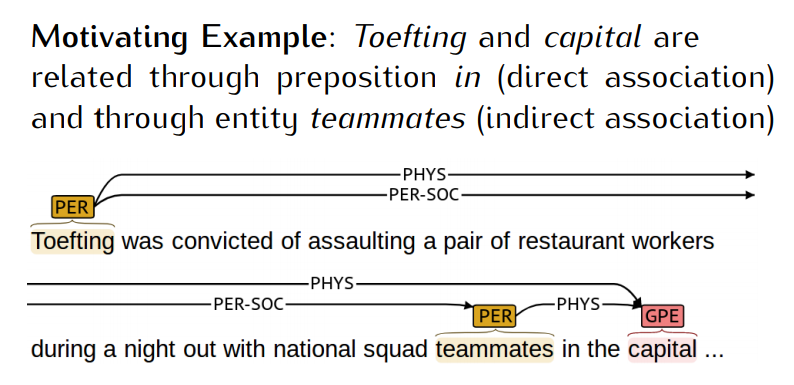 Motivating Example: Toefting and capital are
related through preposition in (direct association)
and through entity teammates (indirect association)
PHYS
PER-SOC
PER
Toefting was convicted of assaulting a pair of restaurant workers
PHYS
PER-SOC
PER
PHYS
GPE
during a night out with national squad teammates in the capital ...